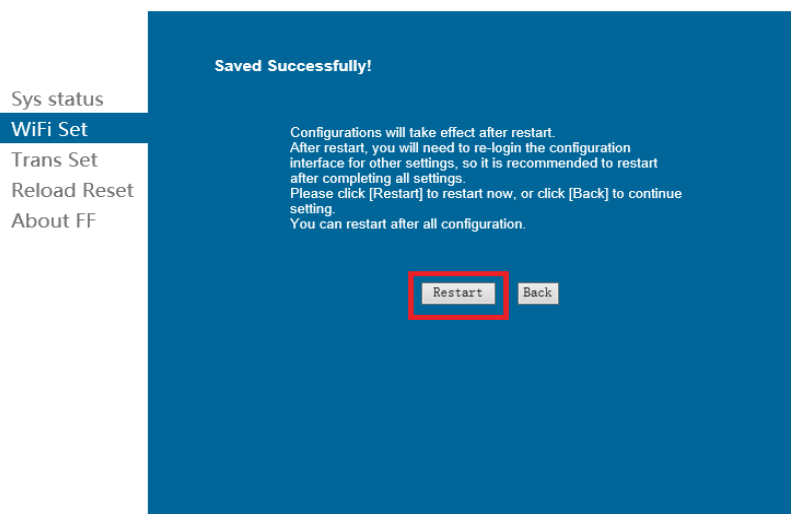 Saved Successfully!
Sys status
WiFi Set
Trans Set
Reload Reset
About FF
Configurations will take effect after restart.
After restart, you will need to re-login the configuration
interface for other settings, so it is recommended to restart
after completing all settings.
Please click [Restart] to restart now, or click [Back] to continue
setting.
You can restart after all configuration.
Restart
Back